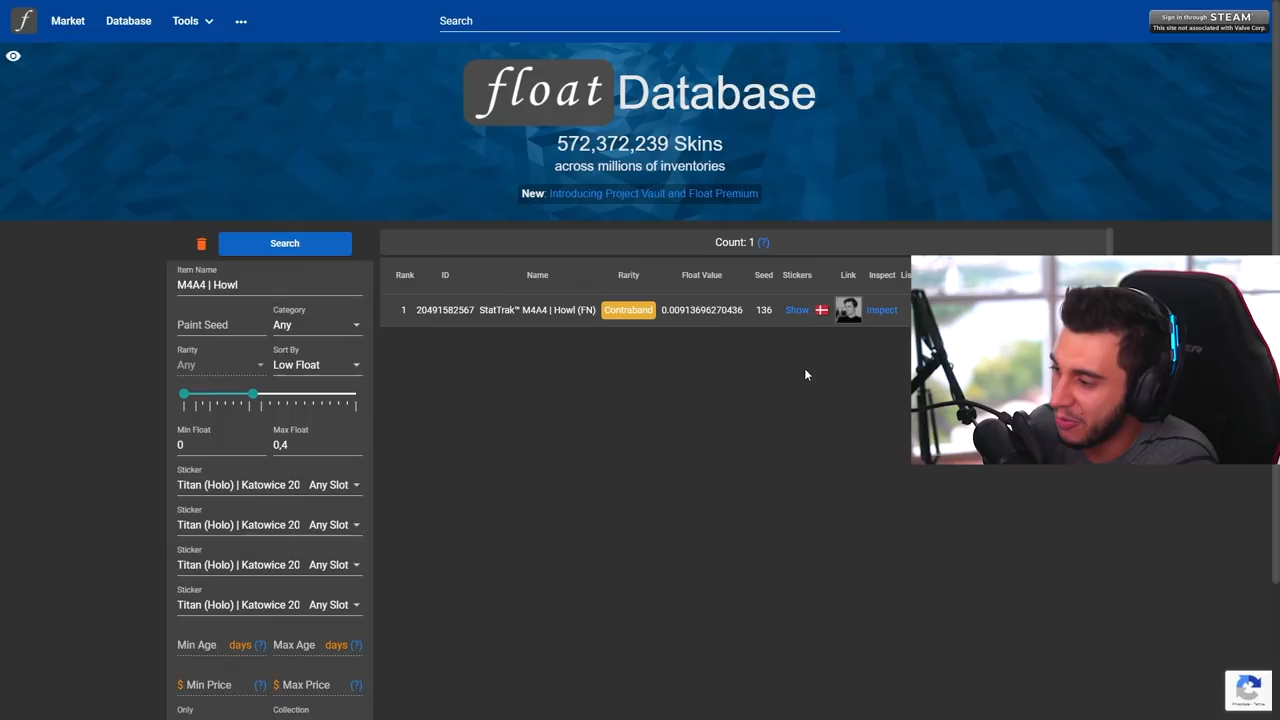 f Market Database Tools ••• Search Sign in through STEAM
This site not associated with Valve Corp.
float Database
572,372,239 Skins
across millions of inventories
New: Introducing Project Vault and Float Premium
Search
Count: 1 (?)
Item Name
M4A4 | Howl
Rank ID Name Rarity Float Value Seed Stickers Link Inspect Lis
1 20491582567 StatTrak™ M4A4 | Howl (FN) Contraband 0.00913696270436 136 Show Inspect
Paint Seed
Category
Any
Rarity
Any
Sort By
Low Float
Min Float
0
Max Float
0,4
Sticker
Titan (Holo) | Katowice 20 Any Slot
Sticker
Titan (Holo) | Katowice 20 Any Slot
Sticker
Titan (Holo) | Katowice 20 Any Slot
Sticker
Titan (Holo) | Katowice 20 Any Slot
Min Age days (?) Max Age days (?)
$ Min Price (?) $ Max Price (?)
Only Collection
Privacidade - Termos